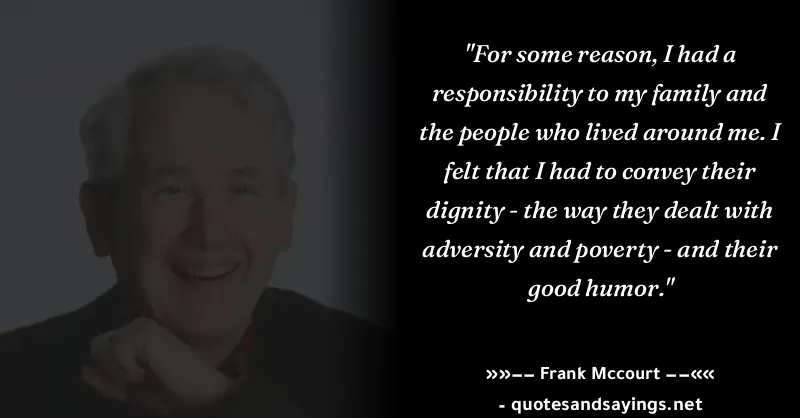 "For some reason, I had a
responsibility to my family and
the people who lived around me. I
felt that I had to convey their
dignity - the way they dealt with
adversity and poverty - and their
good humor."
»»−− Frank Mccourt −−««
- quotesandsayings.net